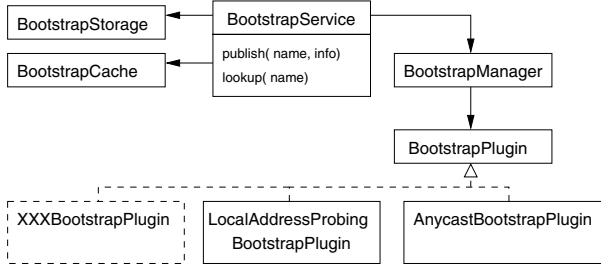 BootstrapStorage
BootstrapService
BootstrapCache
publish( name, info)
lookup( name)
BootstrapManager
BootstrapPlugin
XXXBootstrapPlugin
LocalAddressProbing
BootstrapPlugin
AnycastBootstrapPlugin